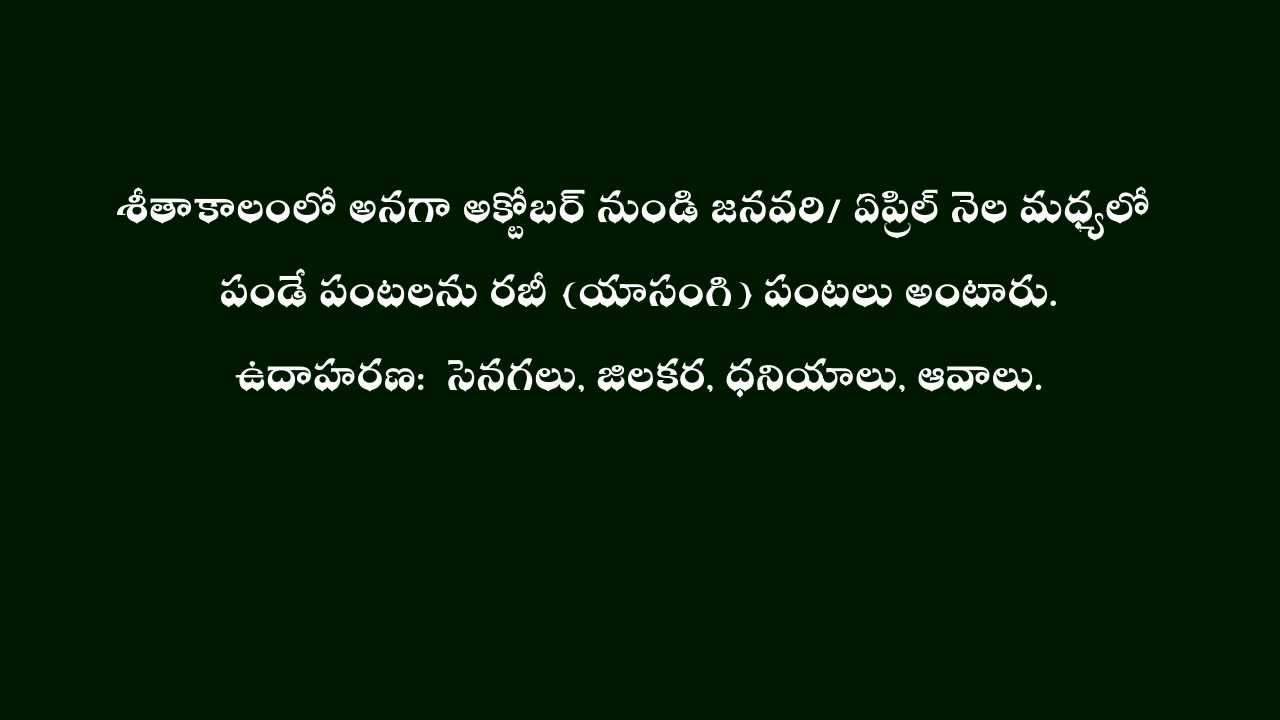 శీతాకాలంలో అనగా అక్టోబర్ నుండి జనవరి/ ఏప్రిల్ నెల మధ్యలో
పండే పంటలను రబీ (యాసంగి) పంటలు అంటారు.
ఉదాహరణ: సెనగలు, జిలకర, ధనియాలు, ఆవాలు.